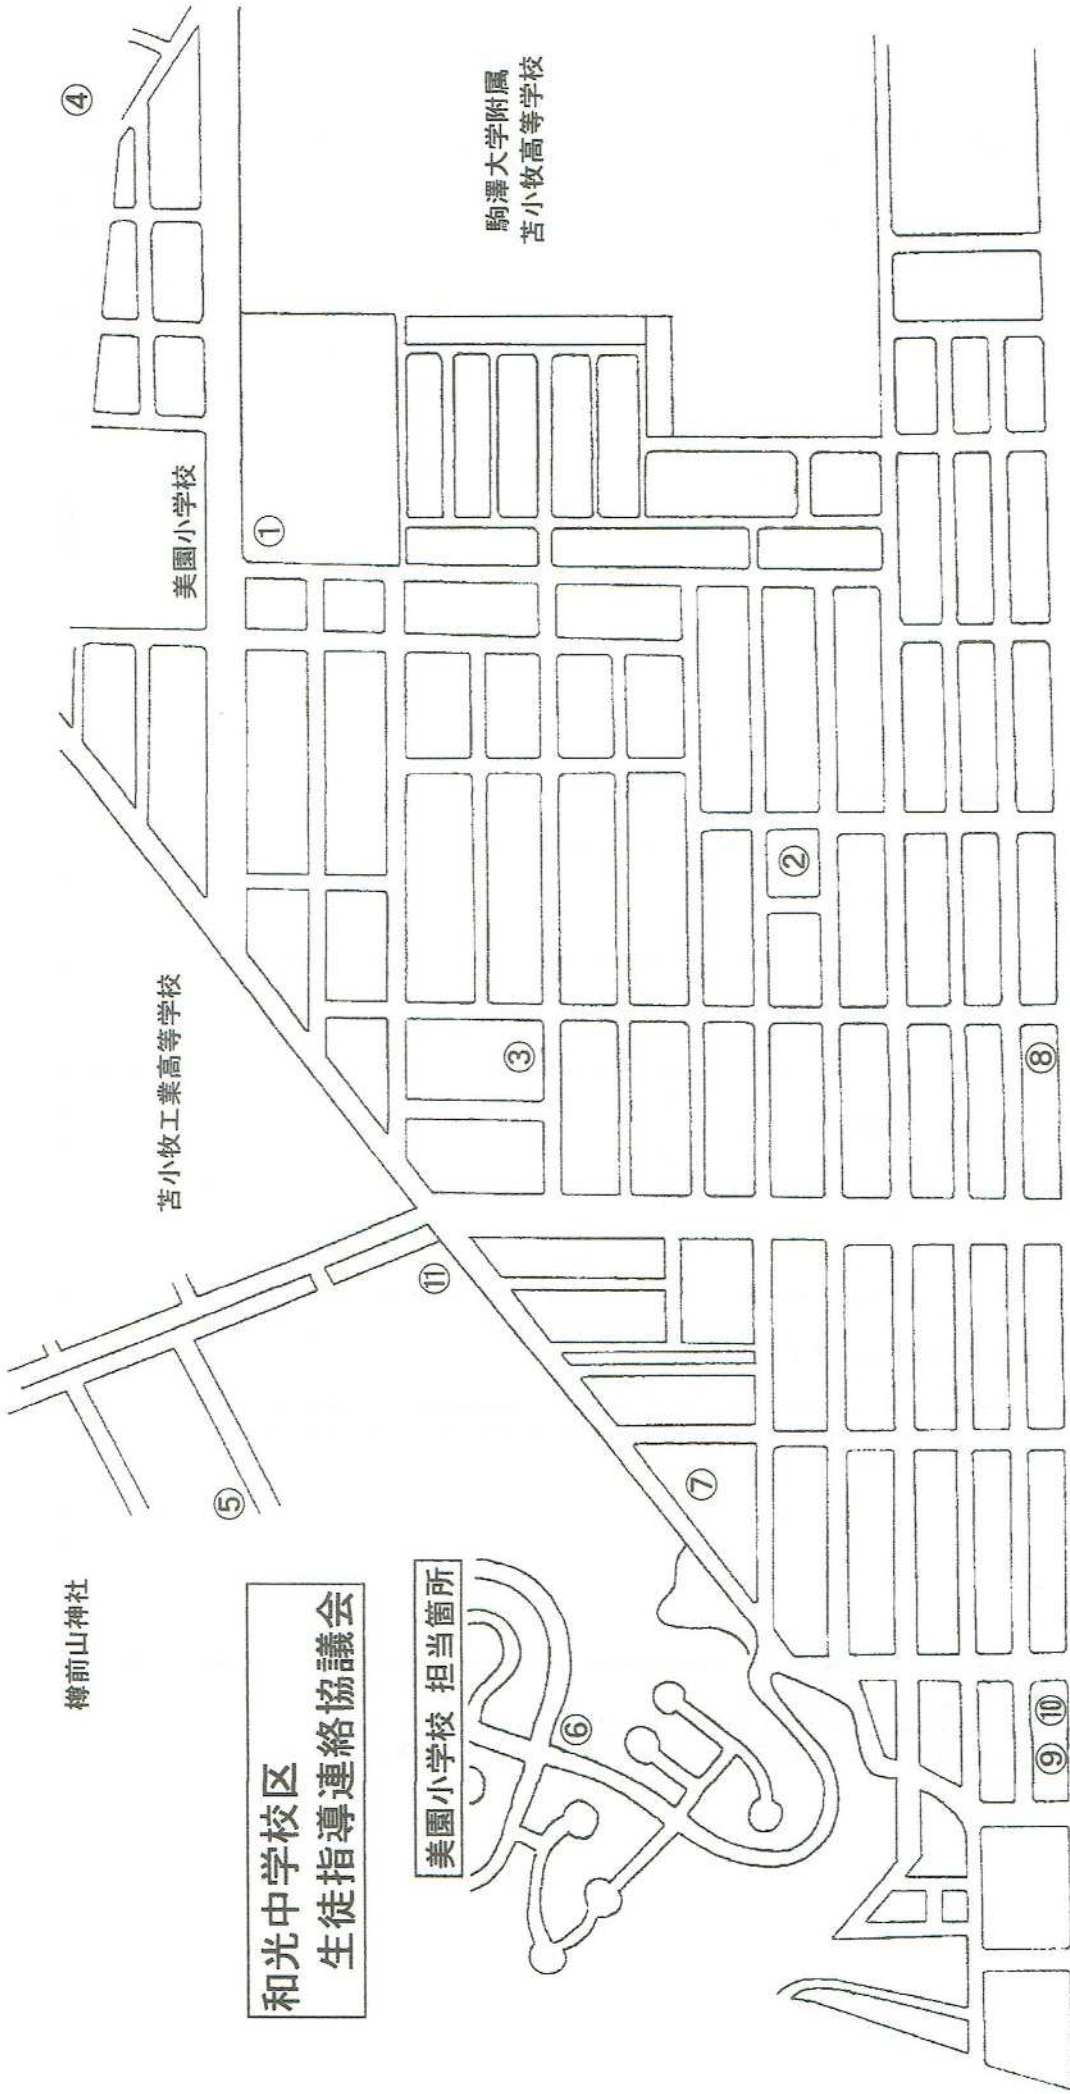 和光中学校区
生徒指導連絡協議会
美園小学校 担当箇所
樽前山神社
苫小牧工業高等学校
美園小学校
駒澤大学附属
苫小牧高等学校
①
②
③
④
⑤
⑥
⑦
⑧
⑨ ⑩
⑪